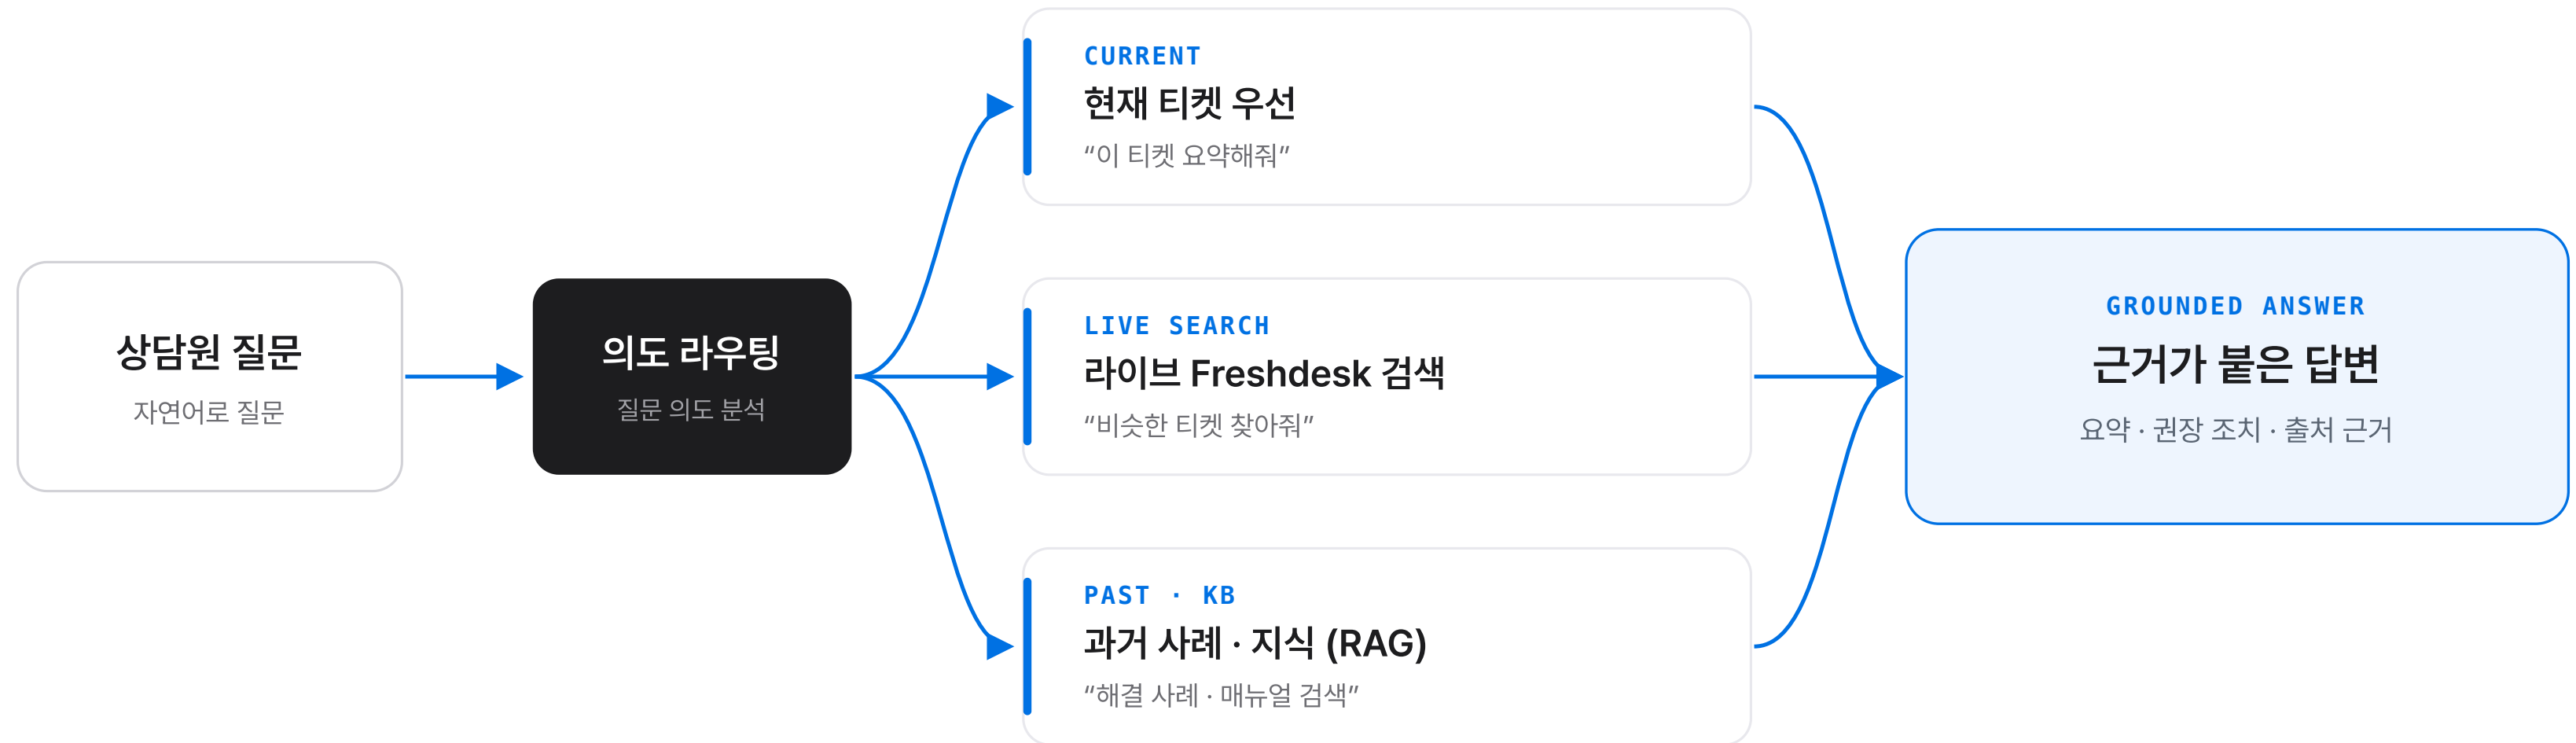 상담원 질문
자연어로 질문
의도 라우팅
질문 의도 분석
CURRENT
현재 티켓 우선
“이 티켓 요약해줘”
LIVE SEARCH
라이브 Freshdesk 검색
“비슷한 티켓 찾아줘”
PAST · KB
과거 사례 · 지식 (RAG)
“해결 사례 · 매뉴얼 검색”
GROUNDED ANSWER
근거가 붙은 답변
요약 · 권장 조치 · 출처 근거